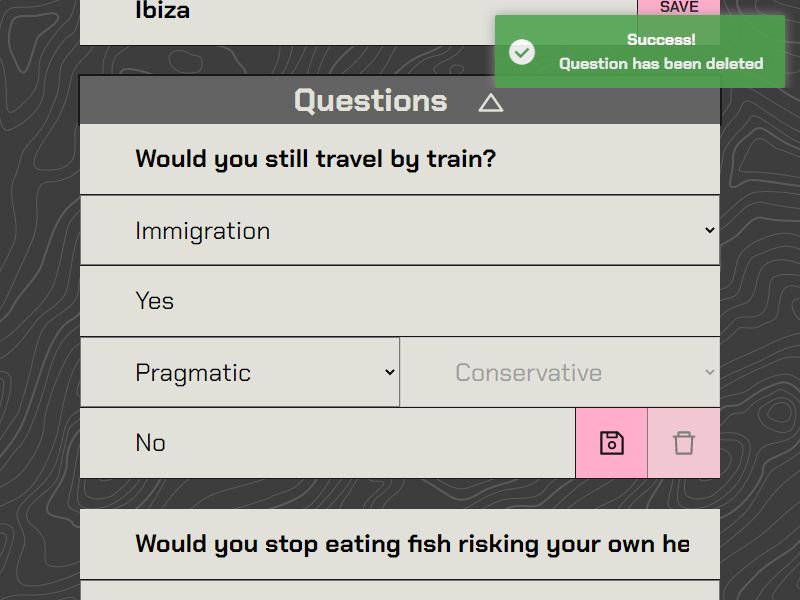 Ibiza
SAVE
Success!
Question has been deleted
Questions
Would you still travel by train?
Immigration
Yes
Pragmatic
Conservative
No
Would you stop eating fish risking your own he